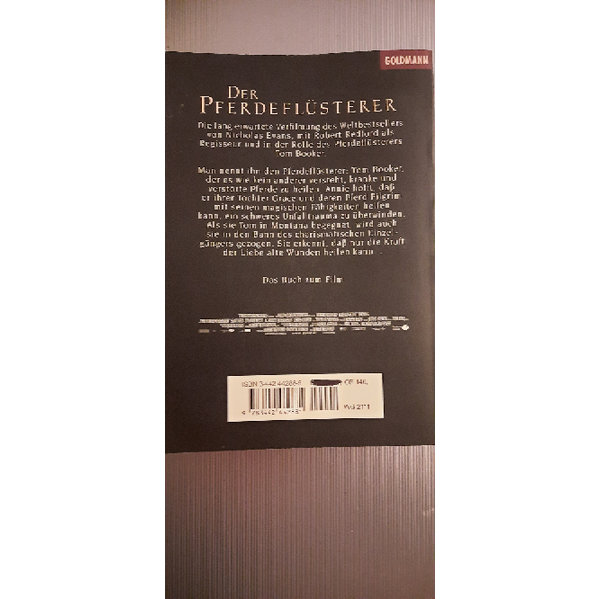 GOLDMANN
DER
PFERDEFLÜSTERER
Die lang erwartete Verfilmung des Weltbestsellers
von Nicholas Evans, mit Robert Redford als
Regisseur und in der Rolle des Pferdeflüsterers
Tom Booker.
Man nennt ihn den Pferdeflüsterer: Tom Booker,
der es wie kein anderer versteht, kranke und
verstörte Pferde zu heilen. Annie hofft, daß
er ihrer Tochter Grace und deren Pferd Pilgrim
mit seinen magischen Fähigkeiten helfen
kann, ein schweres Unfalltrauma zu überwinden.
Als sie Tom in Montana begegnet, wird auch
sie in den Bann des charismatischen Einzel-
gängers gezogen. Sie erkennt, daß nur die Kraft
der Liebe alte Wunden heilen kann ...
Das Buch zum Film
ISBN 3-442-44288-6